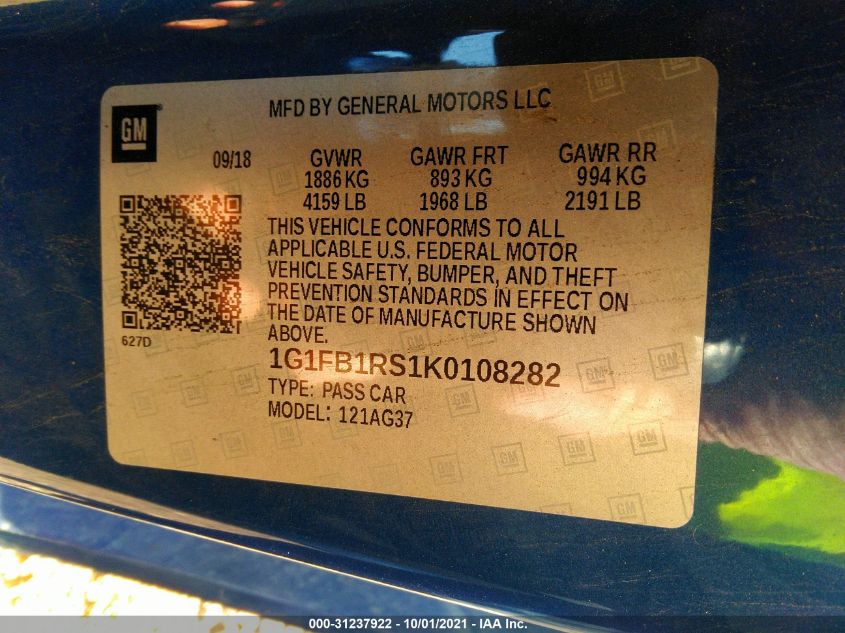 MFD BY GENERAL MOTORS LLC
GM
09/18 GVWR GAWR FRT GAWR RR
1886 KG 893 KG 994 KG
4159 LB 1968 LB 2191 LB
THIS VEHICLE CONFORMS TO ALL
APPLICABLE U.S. FEDERAL MOTOR
VEHICLE SAFETY, BUMPER, AND THEFT
PREVENTION STANDARDS IN EFFECT ON
THE DATE OF MANUFACTURE SHOWN
ABOVE.
627D
1G1FB1RS1K0108282
TYPE: PASS CAR
MODEL: 121AG37
000-31237922 - 10/01/2021 - IAA Inc.